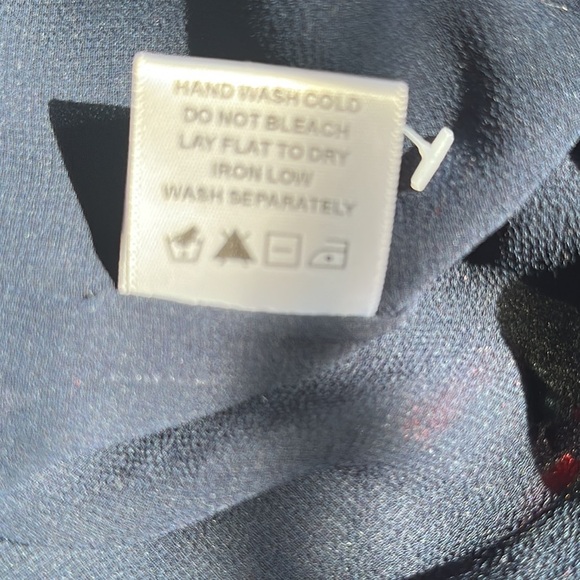 HAND WASH COLD
DO NOT BLEACH
LAY FLAT TO DRY
IRON LOW
WASH SEPARATELY